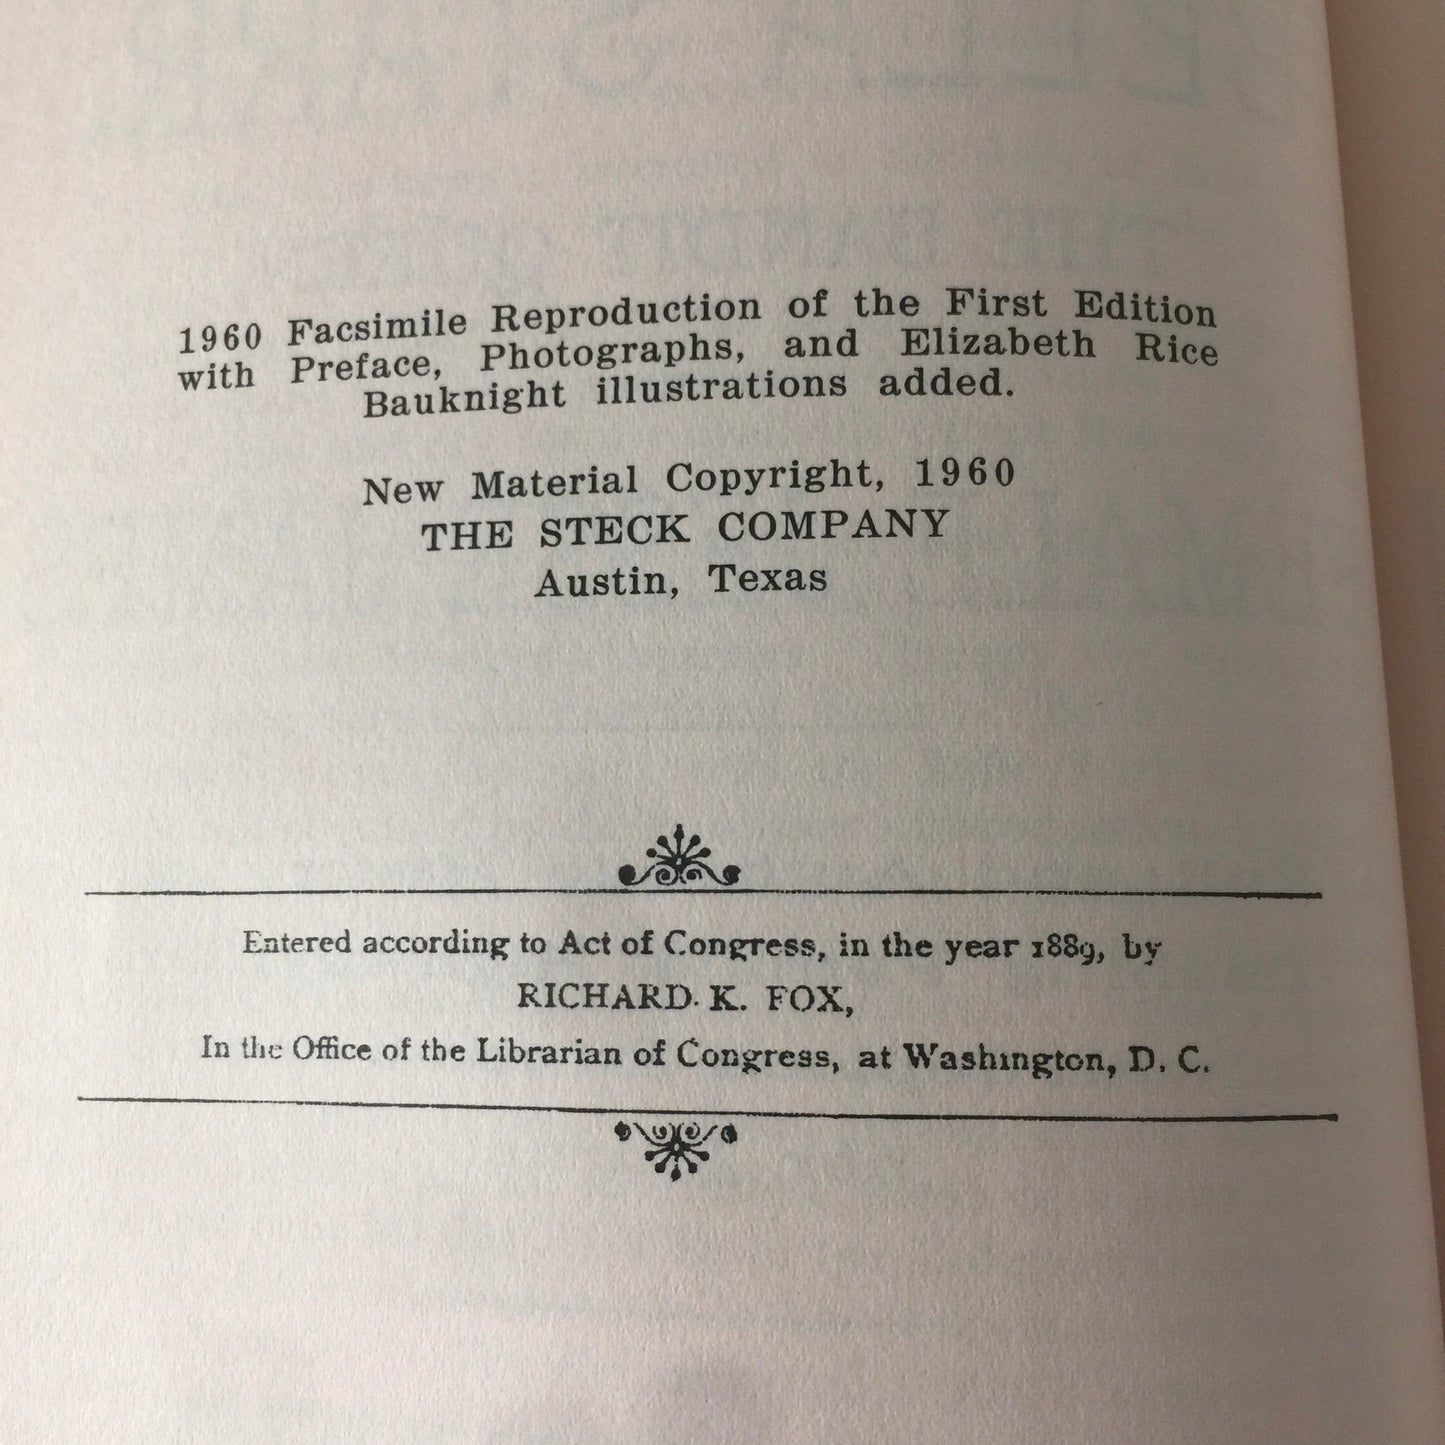 1960 Facsimile Reproduction of the First Edition
with Preface, Photographs, and Elizabeth Rice
Bauknight illustrations added.
New Material Copyright, 1960
THE STECK COMPANY
Austin, Texas
Entered according to Act of Congress, in the year 1889, by
RICHARD. K. FOX,
In the Office of the Librarian of Congress, at Washington, D. C.